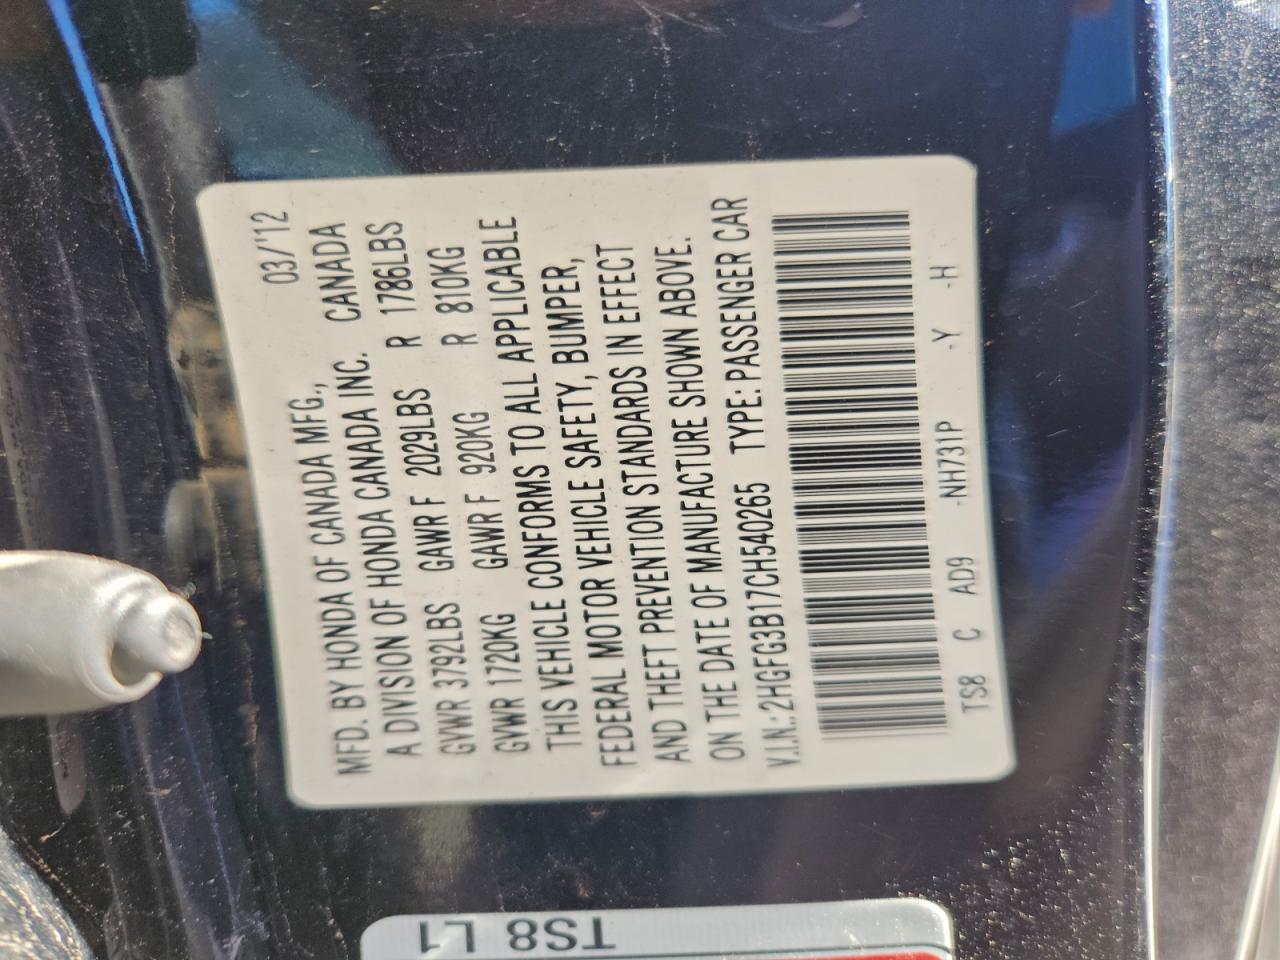 03/'12
MFD. BY HONDA OF CANADA MFG.,
A DIVISION OF HONDA CANADA INC. CANADA
GVWR 3792LBS GAWR F 2029LBS R 1786LBS
GVWR 1720KG GAWR F 920KG R 810KG
THIS VEHICLE CONFORMS TO ALL APPLICABLE
FEDERAL MOTOR VEHICLE SAFETY, BUMPER,
AND THEFT PREVENTION STANDARDS IN EFFECT
ON THE DATE OF MANUFACTURE SHOWN ABOVE.
V.I.N.: 2HGFG3B17CH540265 TYPE: PASSENGER CAR
TS8 C AD9 -NH731P -Y -H
TS8 L1